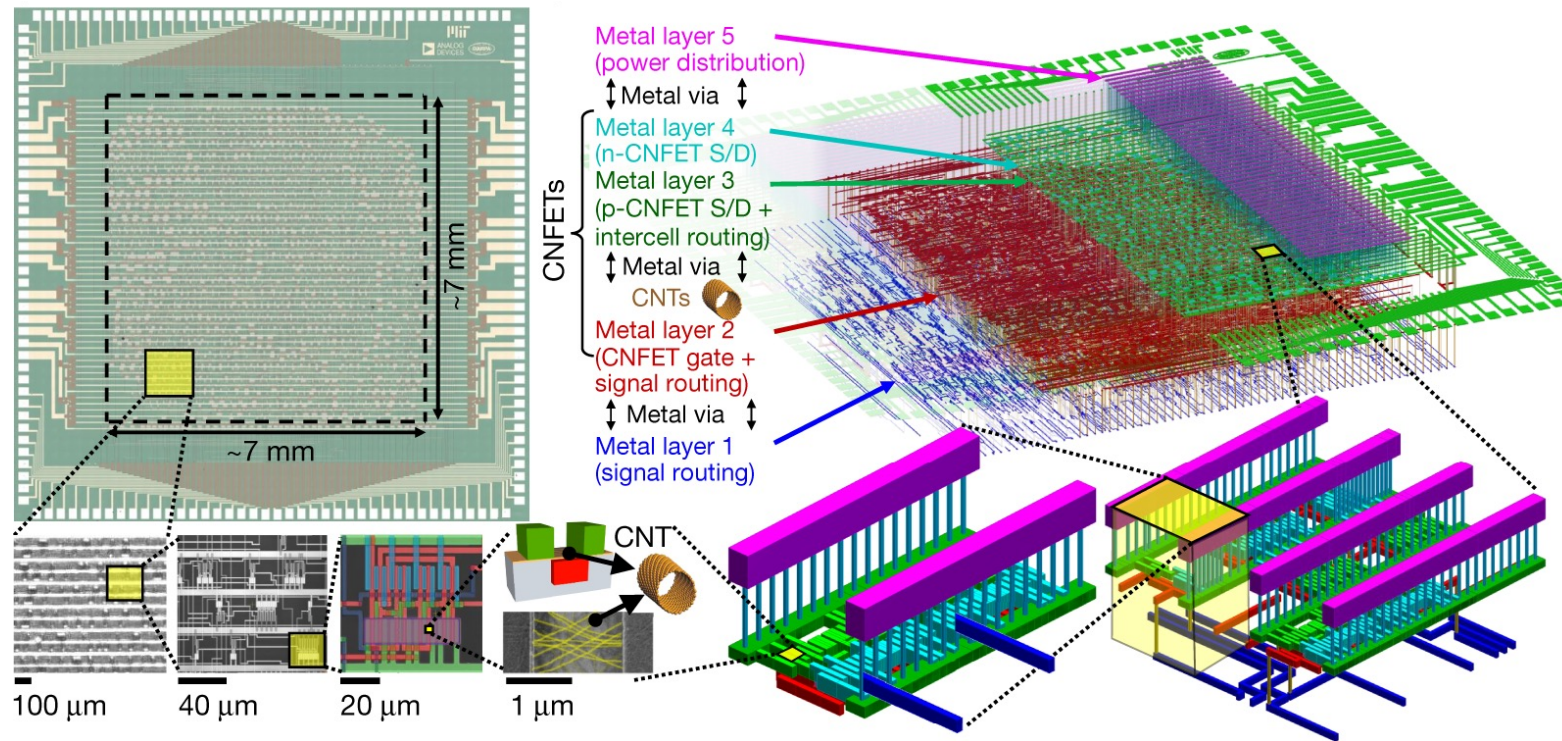 MIT
ANALOG
DEVICES
~7 mm
~7 mm
CNFETs
Metal layer 5
(power distribution)
Metal via
Metal layer 4
(n-CNFET S/D)
Metal layer 3
(p-CNFET S/D +
intercell routing)
Metal via
CNTs
Metal layer 2
(CNFET gate +
signal routing)
Metal via
Metal layer 1
(signal routing)
CNT
100 μm
40 μm
20 μm
1 μm